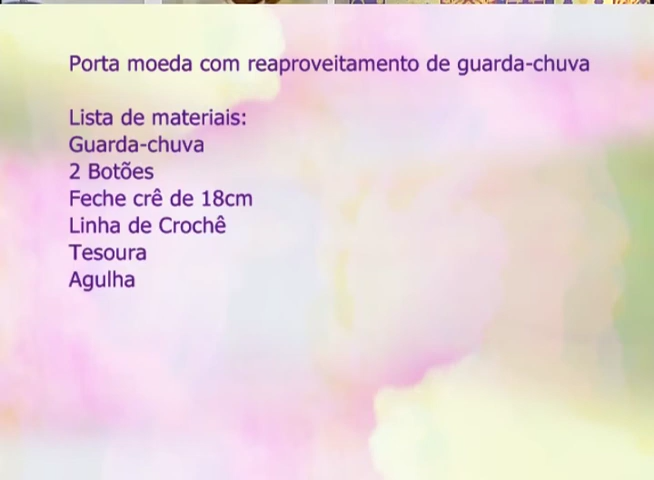 Porta moeda com reaproveitamento de guarda-chuva
Lista de materiais:
Guarda-chuva
2 Botões
Feche crê de 18cm
Linha de Crochê
Tesoura
Agulha